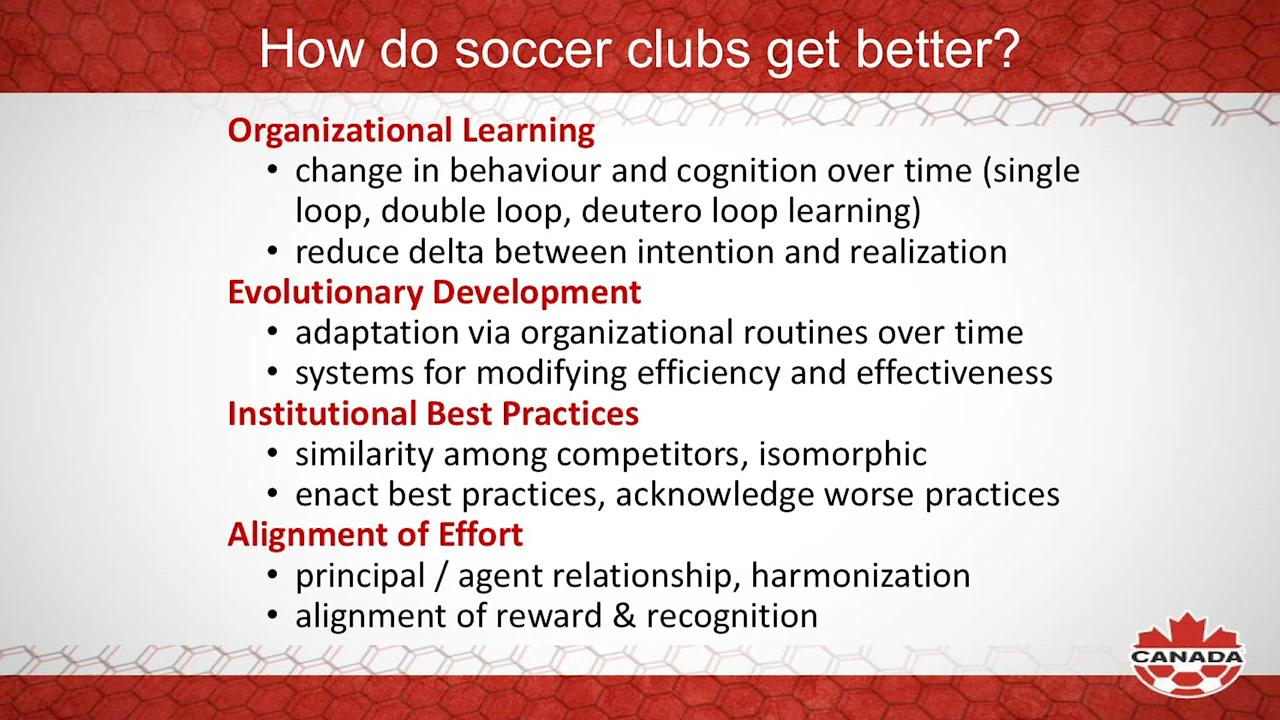 How do soccer clubs get better?
Organizational Learning
• change in behaviour and cognition over time (single
loop, double loop, deutero loop learning)
• reduce delta between intention and realization
Evolutionary Development
• adaptation via organizational routines over time
• systems for modifying efficiency and effectiveness
Institutional Best Practices
• similarity among competitors, isomorphic
• enact best practices, acknowledge worse practices
Alignment of Effort
• principal / agent relationship, harmonization
• alignment of reward & recognition
CANADA